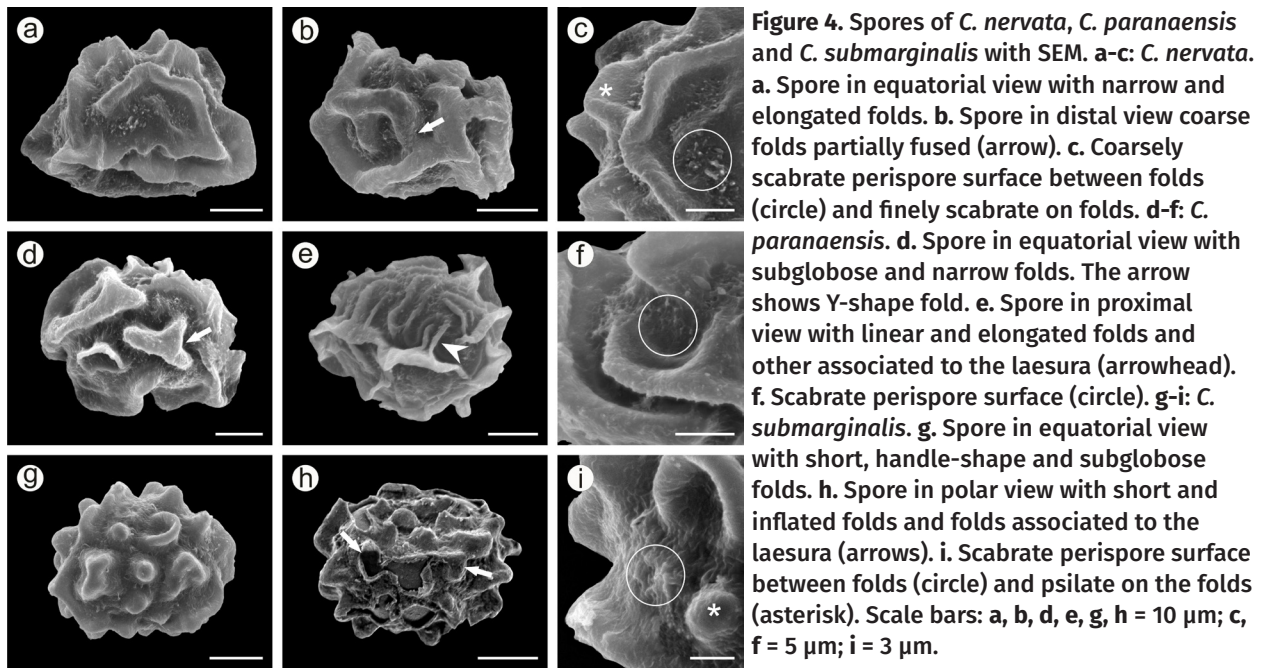 a
b
c
*
d
e
f
g
h
i
*
Figure 4. Spores of C. nervata, C. paranaensis
and C. submarginalis with SEM. a-c: C. nervata.
a. Spore in equatorial view with narrow and
elongated folds. b. Spore in distal view coarse
folds partially fused (arrow). c. Coarsely
scabrate perispore surface between folds
(circle) and finely scabrate on folds. d-f: C.
paranaensis. d. Spore in equatorial view with
subglobose and narrow folds. The arrow
shows Y-shape fold. e. Spore in proximal
view with linear and elongated folds and
other associated to the laesura (arrowhead).
f. Scabrate perispore surface (circle). g-i: C.
submarginalis. g. Spore in equatorial view
with short, handle-shape and subglobose
folds. h. Spore in polar view with short and
inflated folds and folds associated to the
laesura (arrows). i. Scabrate perispore surface
between folds (circle) and psilate on the folds
(asterisk). Scale bars: a, b, d, e, g, h = 10 µm; c,
f = 5 µm; i = 3 µm.